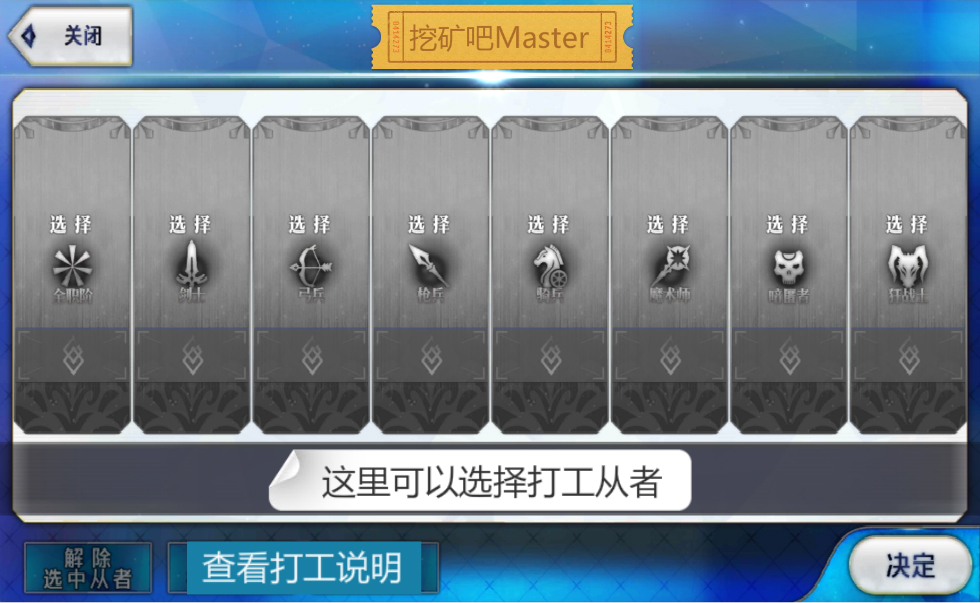 关闭
挖矿吧Master
0414273
0414273
选择
全职阶
选择
剑士
选择
弓兵
选择
枪兵
选择
骑兵
选择
魔术师
选择
暗匿者
选择
狂战士
这里可以选择打工从者
解除
选中从者
查看打工说明
决定